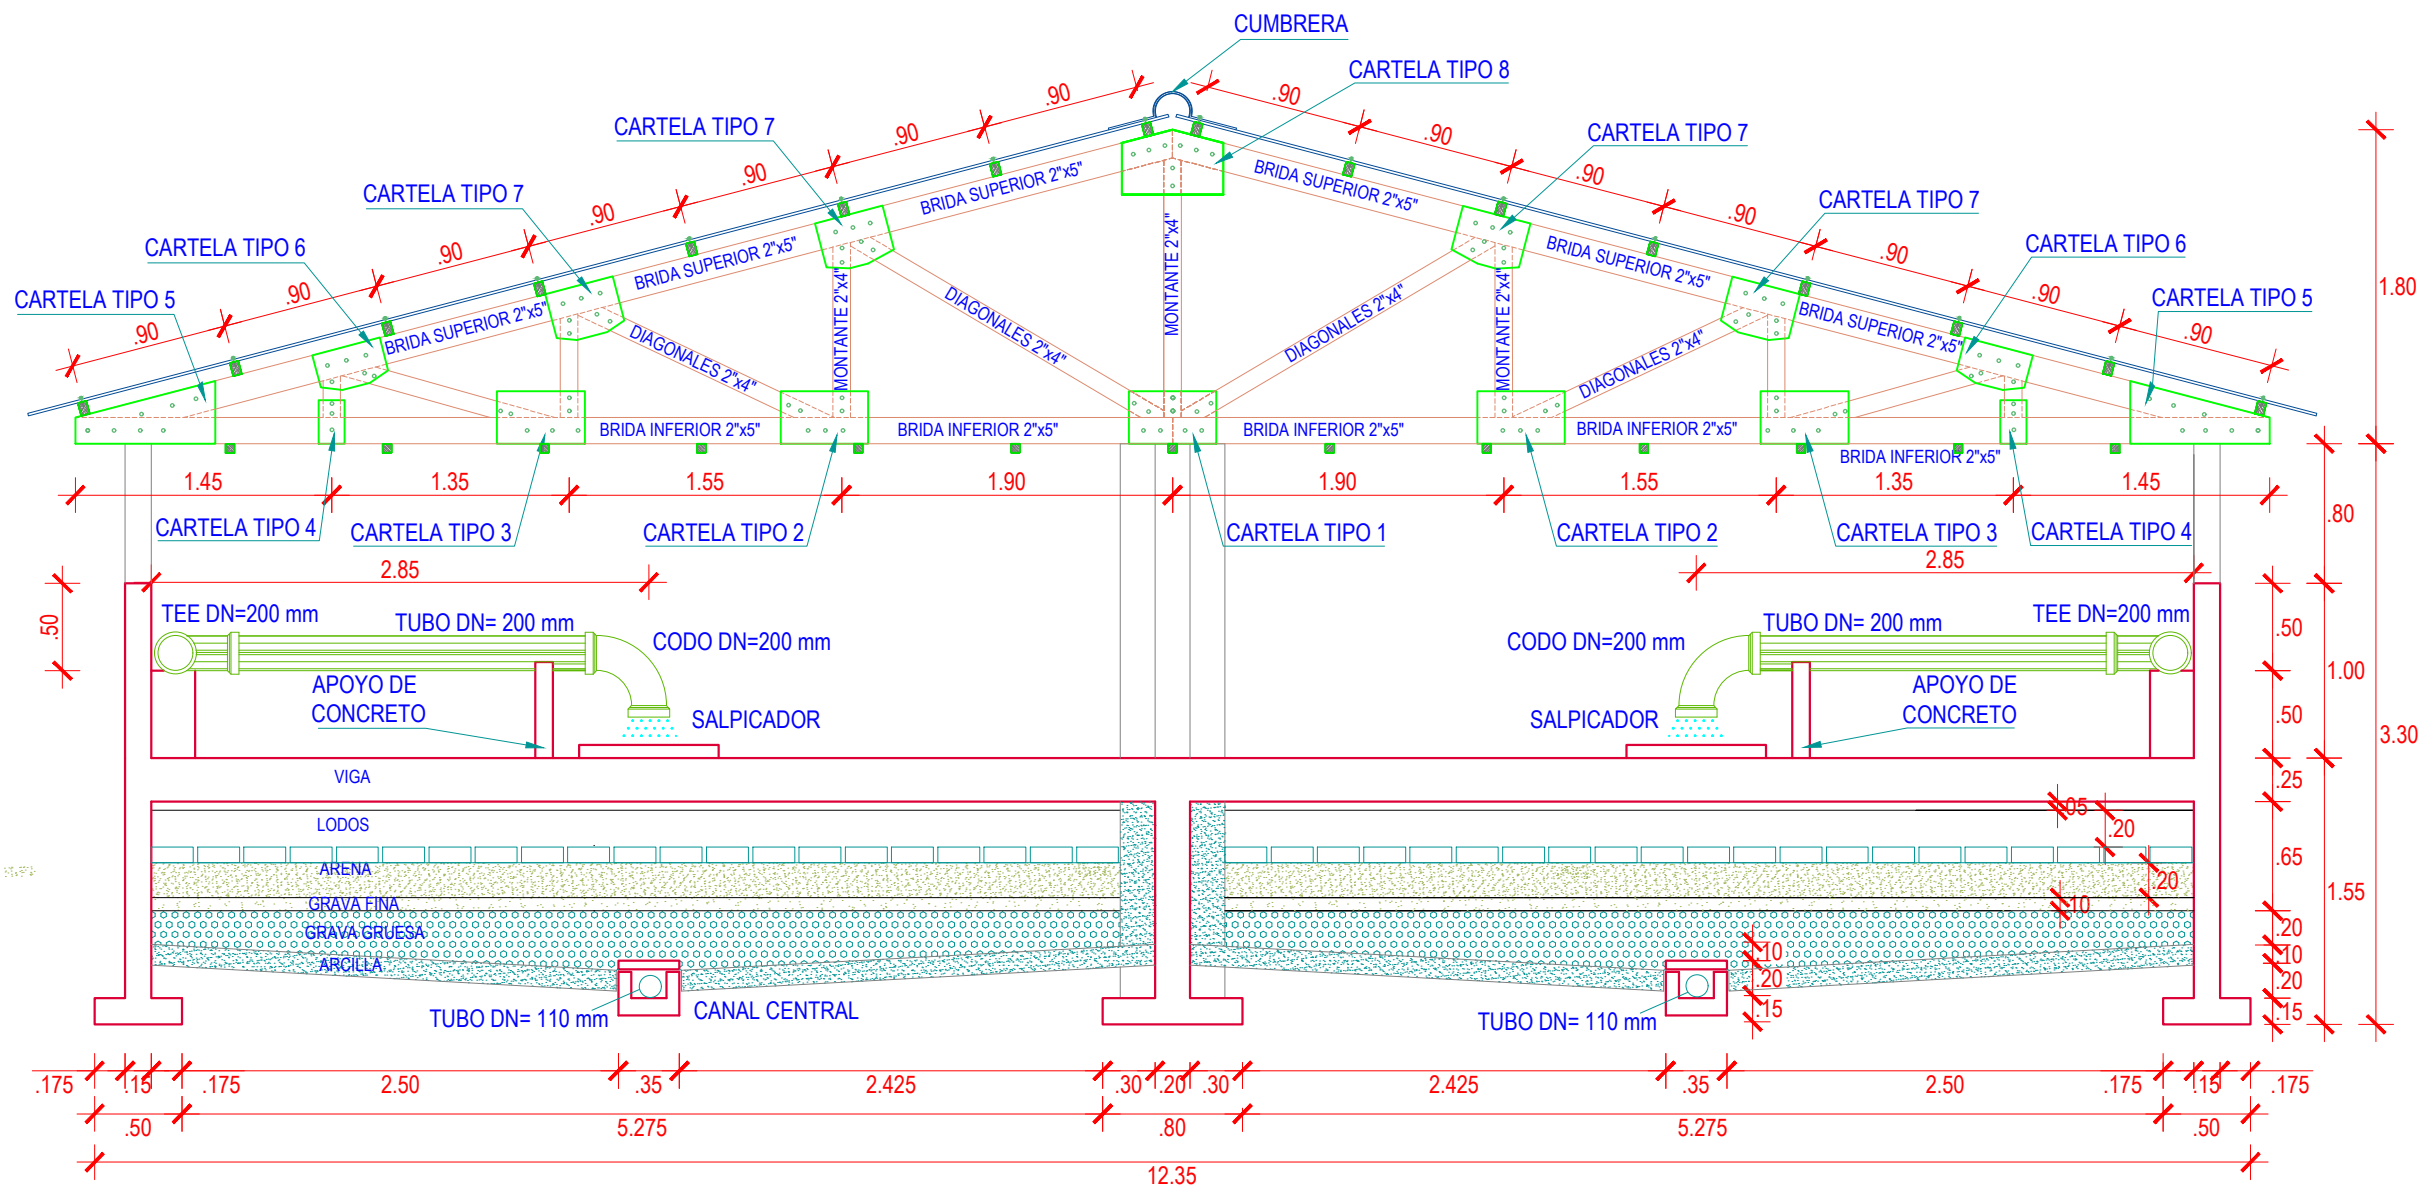 CUMBRERA
CARTELA TIPO 8
.90
.90
.90
.90
.90
.90
.90
.90
.90
.90
.90
.90
.90
.90
CARTELA TIPO 7
CARTELA TIPO 7
CARTELA TIPO 7
CARTELA TIPO 7
CARTELA TIPO 6
CARTELA TIPO 6
CARTELA TIPO 5
CARTELA TIPO 5
BRIDA SUPERIOR 2"x5"
BRIDA SUPERIOR 2"x5"
BRIDA SUPERIOR 2"x5"
BRIDA SUPERIOR 2"x5"
BRIDA SUPERIOR 2"x5"
BRIDA SUPERIOR 2"x5"
MONTANTE 2"x4"
MONTANTE 2"x4"
MONTANTE 2"x4"
DIAGONALES 2"x4"
DIAGONALES 2"x4"
DIAGONALES 2"x4"
DIAGONALES 2"x4"
1.80
BRIDA INFERIOR 2"x5"
BRIDA INFERIOR 2"x5"
BRIDA INFERIOR 2"x5"
BRIDA INFERIOR 2"x5"
BRIDA INFERIOR 2"x5"
1.45
1.35
1.55
1.90
1.90
1.55
1.35
1.45
.80
CARTELA TIPO 4
CARTELA TIPO 3
CARTELA TIPO 2
CARTELA TIPO 1
CARTELA TIPO 2
CARTELA TIPO 3
CARTELA TIPO 4
2.85
2.85
.50
TEE DN=200 mm
TUBO DN= 200 mm
CODO DN=200 mm
CODO DN=200 mm
TUBO DN= 200 mm
TEE DN=200 mm
.50
1.00
APOYO DE
CONCRETO
SALPICADOR
SALPICADOR
APOYO DE
CONCRETO
.50
3.30
VIGA
.25
LODOS
.05
.20
.65
ARENA
.20
1.55
GRAVA FINA
.10
GRAVA GRUESA
.20
.10
.10
ARCILLA
.20
.20
.15
.15
TUBO DN= 110 mm
CANAL CENTRAL
TUBO DN= 110 mm
.175
.15
.175
2.50
.35
2.425
.30
.20
.30
2.425
.35
2.50
.175
.15
.175
.50
5.275
.80
5.275
.50
12.35